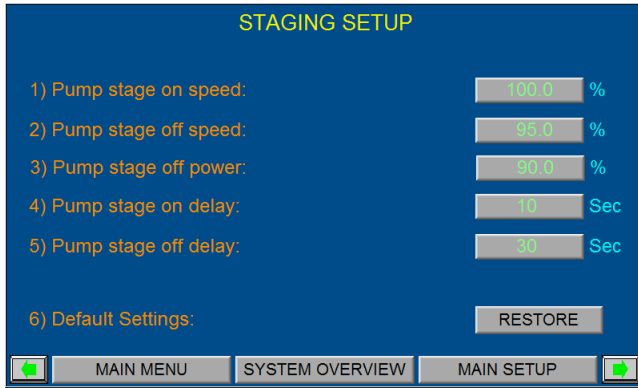 STAGING SETUP
1) Pump stage on speed: 100.0 %
2) Pump stage off speed: 95.0 %
3) Pump stage off power: 90.0 %
4) Pump stage on delay: 10 Sec
5) Pump stage off delay: 30 Sec
6) Default Settings: RESTORE
MAIN MENU SYSTEM OVERVIEW MAIN SETUP